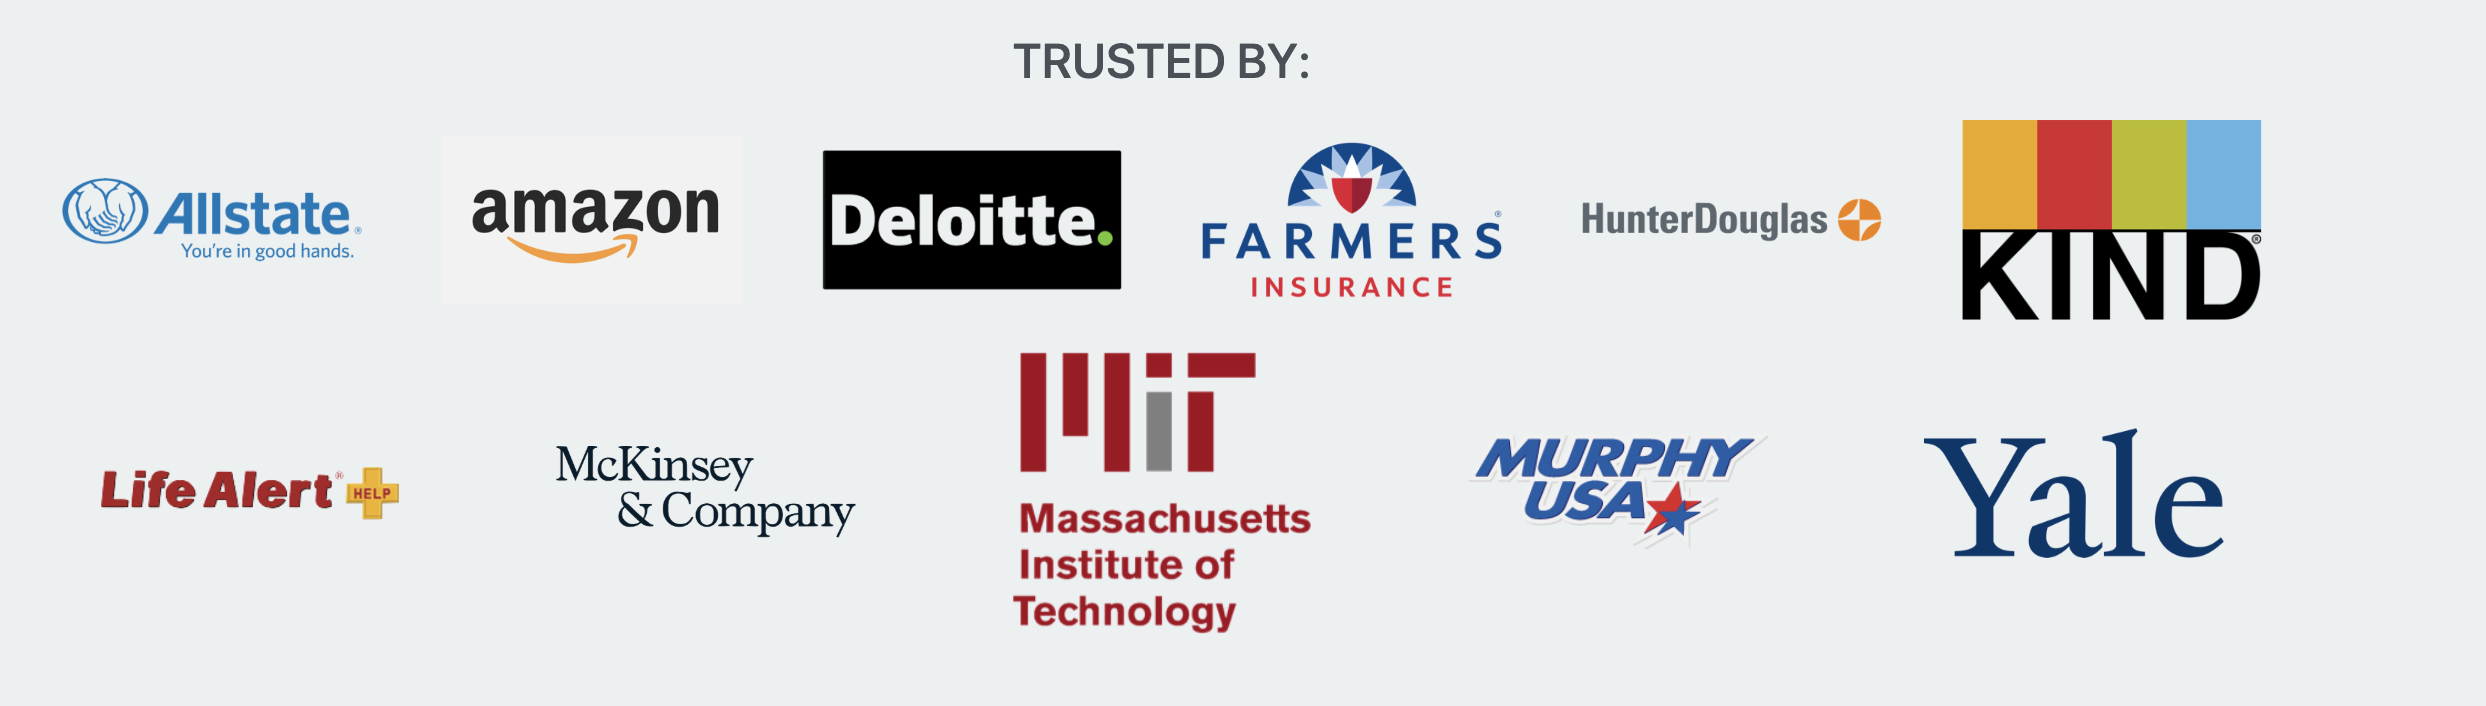 TRUSTED BY:
Allstate®
You're in good hands.
amazon
Deloitte.
FARMERS®
INSURANCE
HunterDouglas
KIND®
Life Alert® HELP
McKinsey
& Company
MiT
Massachusetts
Institute of
Technology
MURPHY
USA
Yale